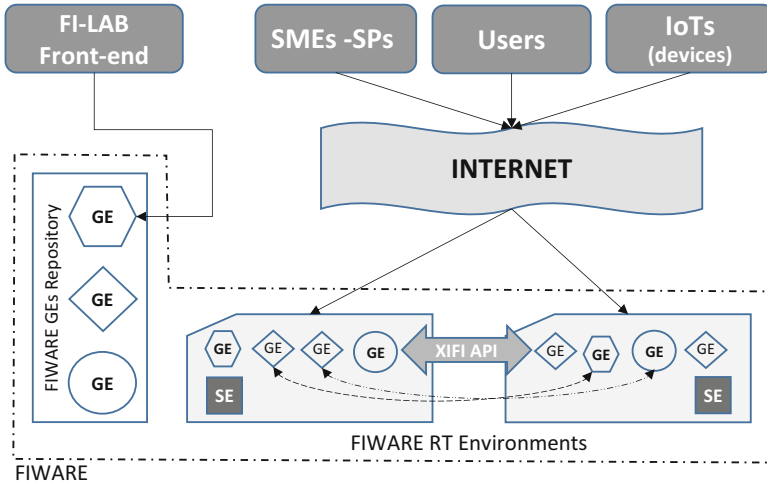 FI-LAB
Front-end
SMEs -SPs
Users
IoTs
(devices)
INTERNET
FIWARE GEs Repository
GE
GE
GE
GE
GE
GE
GE
XIFI API
GE
GE
GE
GE
SE
SE
FIWARE RT Environments
FIWARE